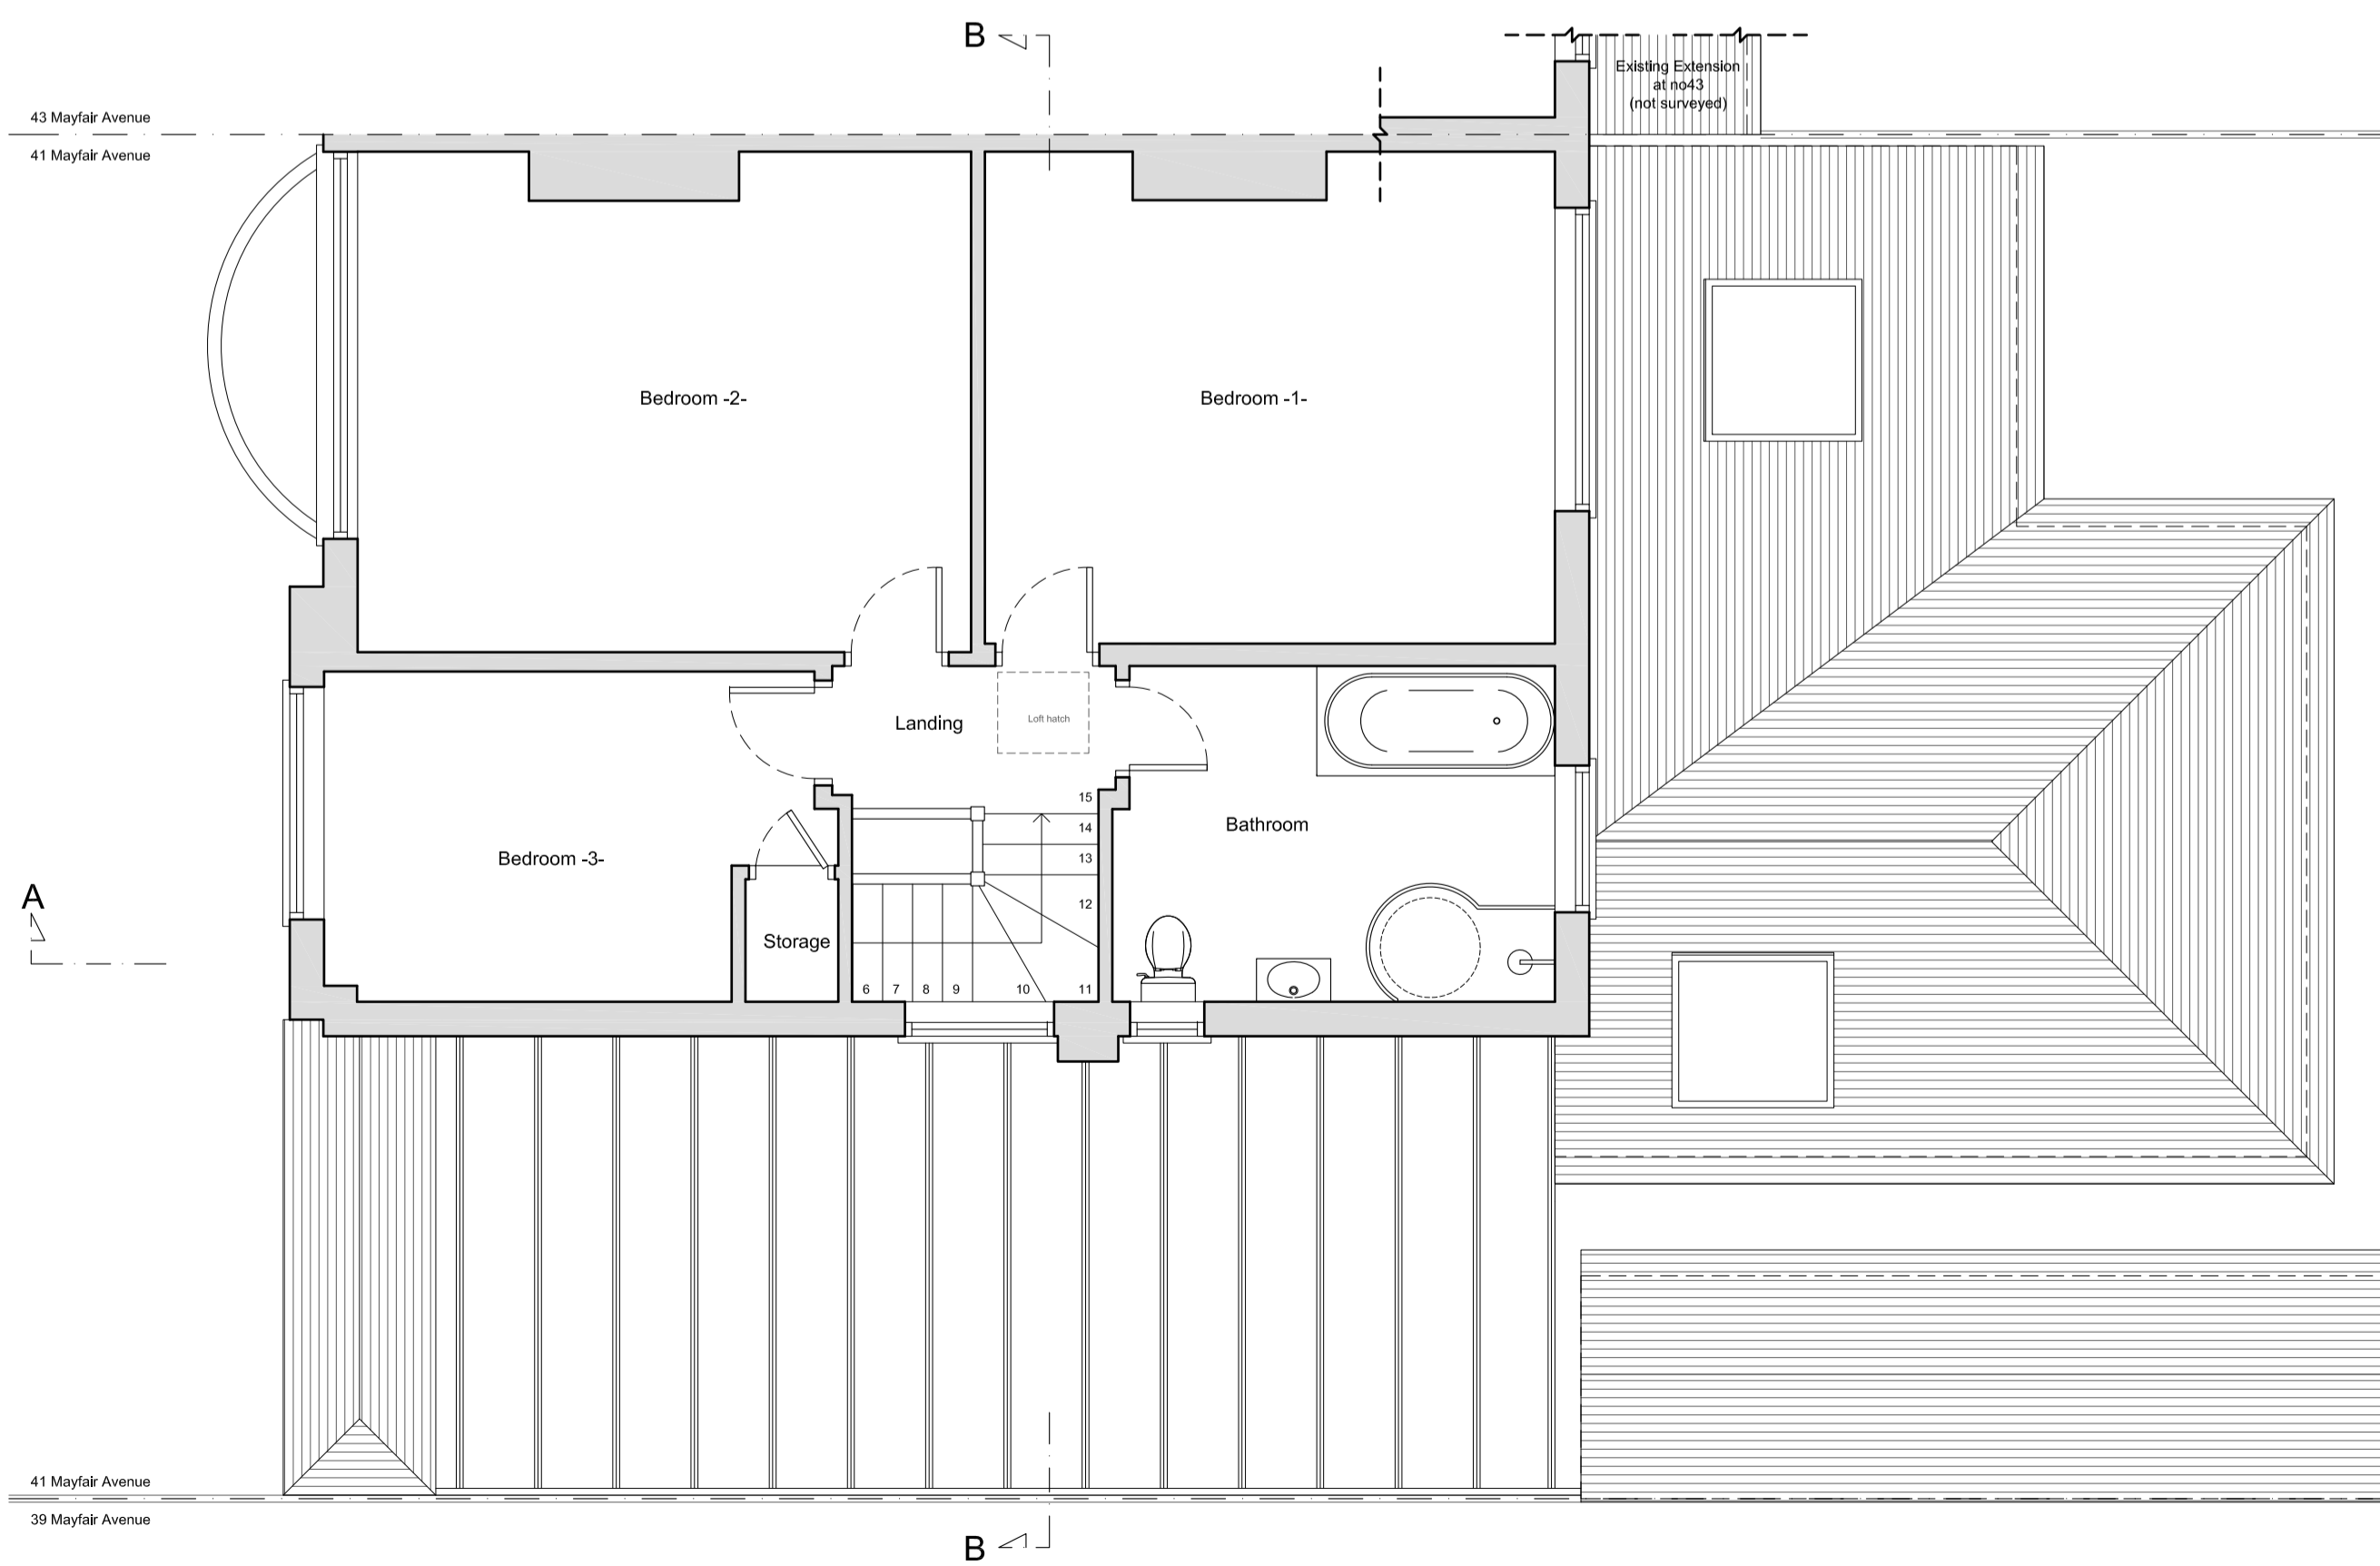 B
Existing Extension
at no43
(not surveyed)
43 Mayfair Avenue
41 Mayfair Avenue
Bedroom -2-
Bedroom -1-
Landing
Loft hatch
15
14
13
12
Bathroom
Bedroom -3-
A
Storage
6 7 8 9 10 11
41 Mayfair Avenue
39 Mayfair Avenue
B